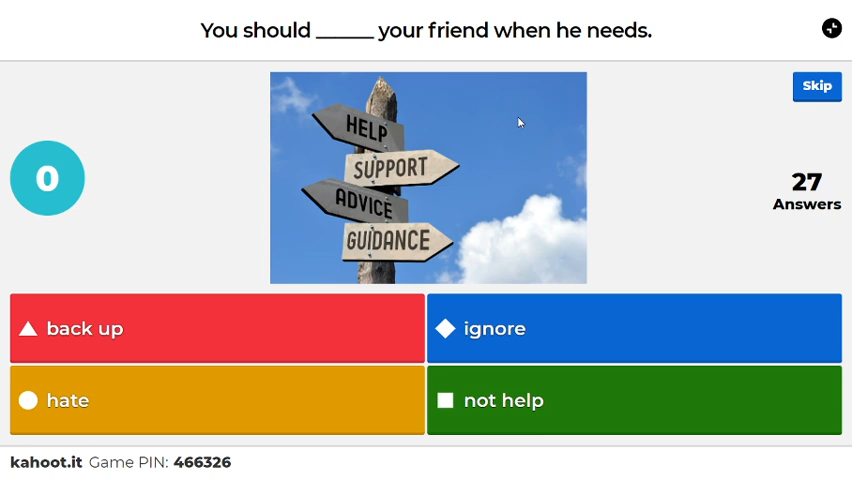 You should ______ your friend when he needs.
Skip
HELP
SUPPORT
ADVICE
GUIDANCE
0
27
Answers
back up
ignore
hate
not help
kahoot.it Game PIN: 466326